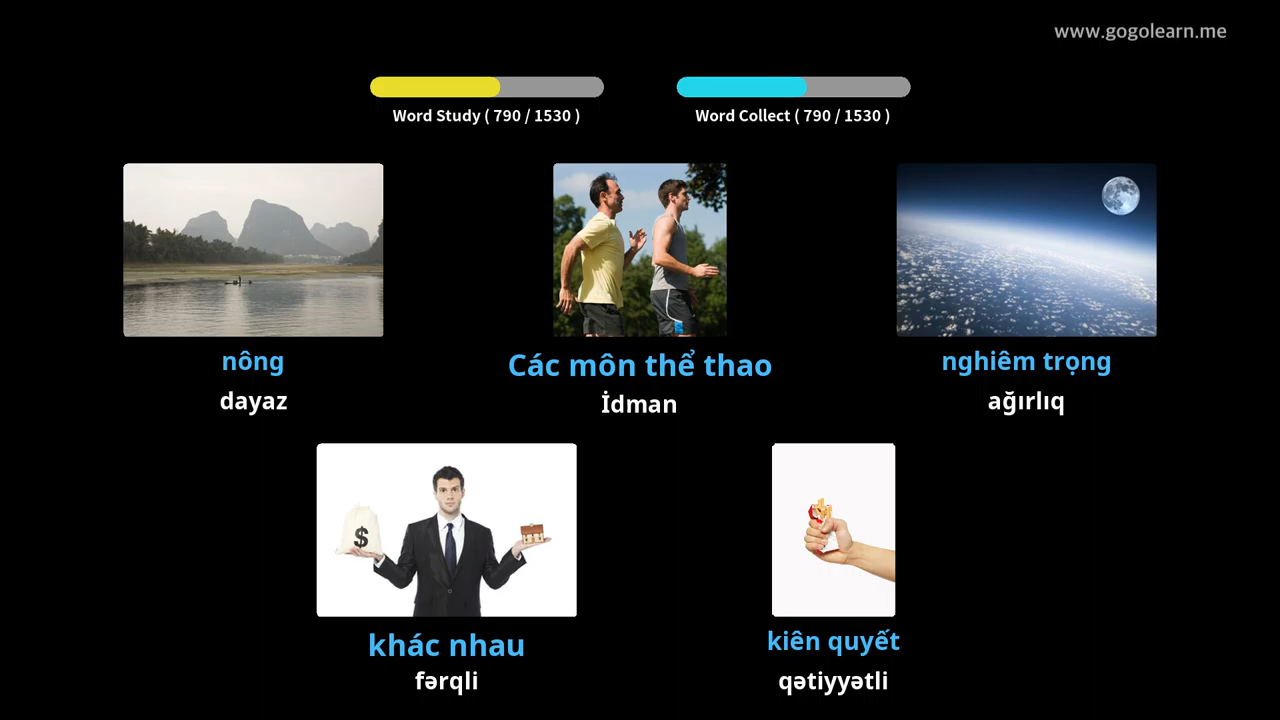 www.gogolearn.me
Word Study ( 790 / 1530 )
Word Collect ( 790 / 1530 )
nông
dayaz
Các môn thể thao
İdman
nghiêm trọng
ağırlıq
$
khác nhau
fərqli
kiên quyết
qətiyyətli